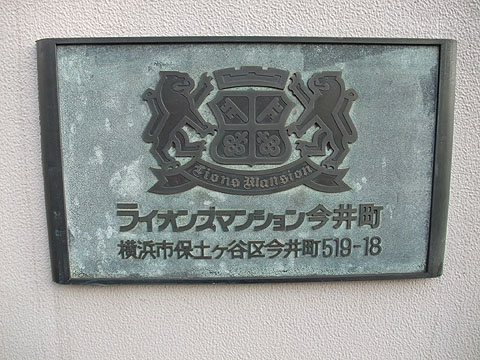 Lions Mansion
ライオンズマンション今井町
横浜市保土ヶ谷区今井町519-18